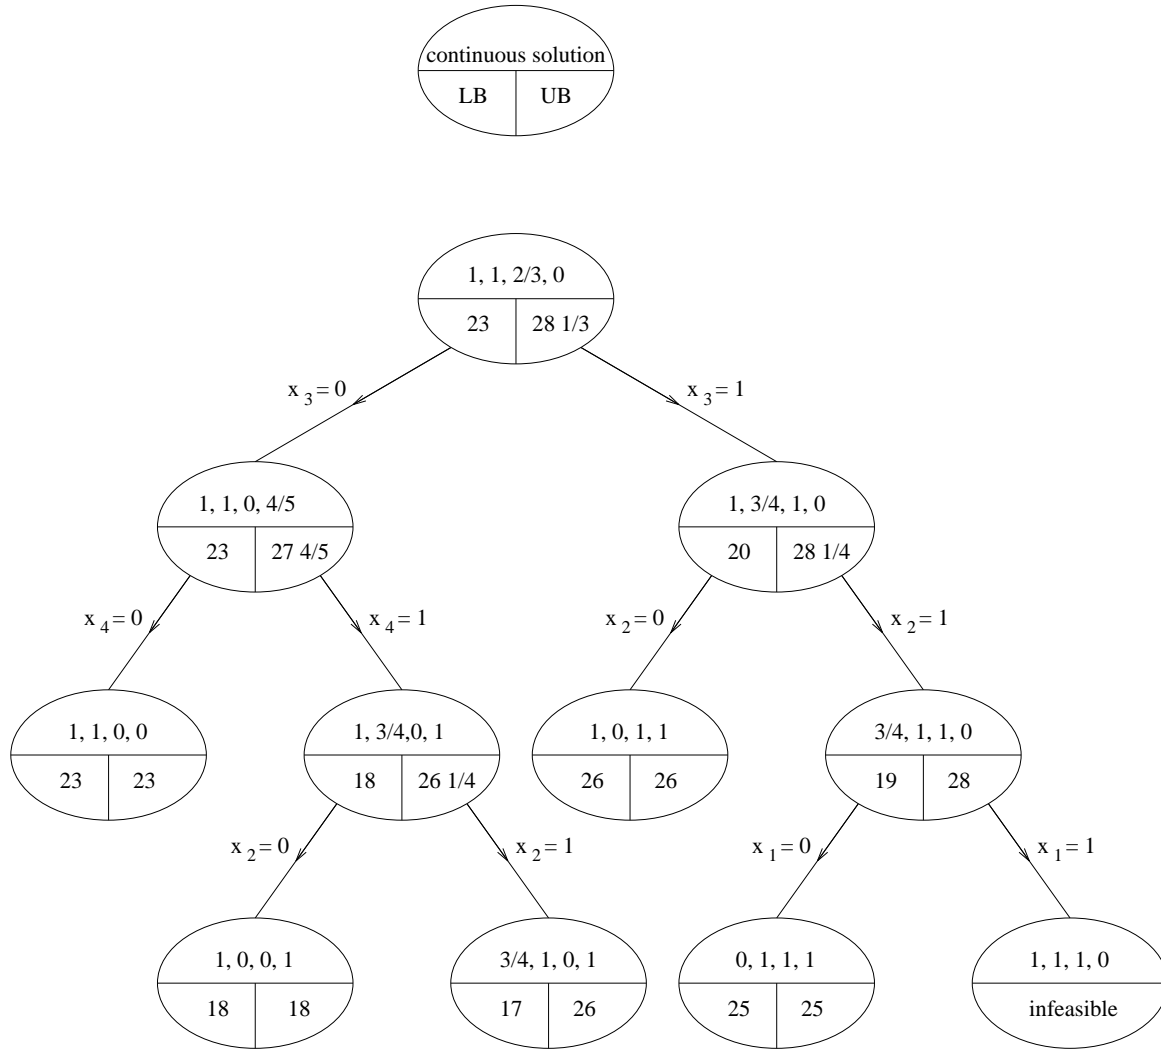 continuous solution
LB UB
1, 1, 2/3, 0
23 28 1/3
x 3 = 0 x 3 = 1
1, 1, 0, 4/5 1, 3/4, 1, 0
23 27 4/5 20 28 1/4
x 4 = 0 x 4 = 1 x 2 = 0 x 2 = 1
1, 1, 0, 0 1, 3/4,0, 1 1, 0, 1, 1 3/4, 1, 1, 0
23 23 18 26 1/4 26 26 19 28
x 2 = 0 x 2 = 1 x 1 = 0 x 1 = 1
1, 0, 0, 1 3/4, 1, 0, 1 0, 1, 1, 1 1, 1, 1, 0
18 18 17 26 25 25 infeasible